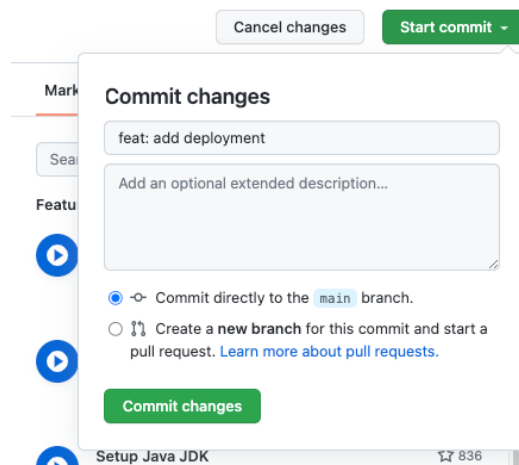 Cancel changes
Start commit
Mark
Commit changes
feat: add deployment
Sea
Add an optional extended description...
Featu
Commit directly to the main branch.
Create a new branch for this commit and start a
pull request. Learn more about pull requests.
Commit changes
Setup Java JDK
836